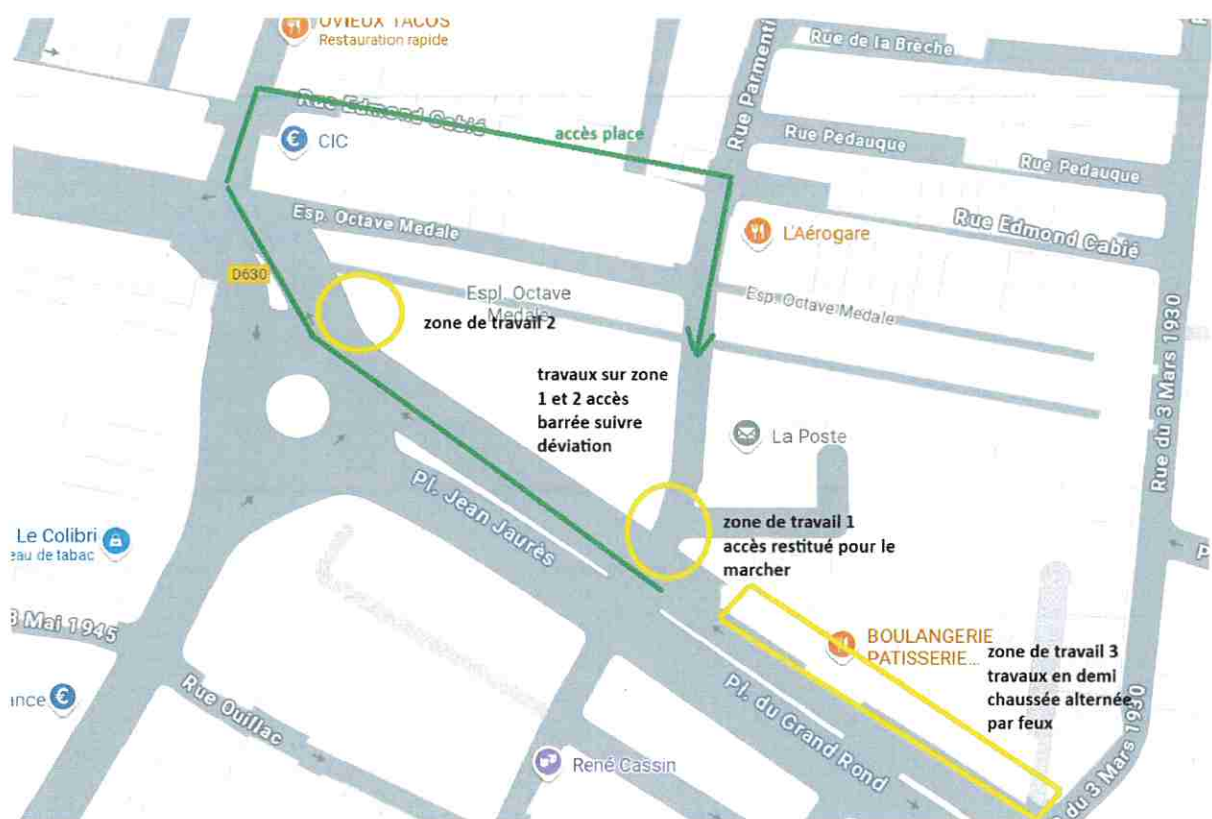 UVIEUX TACOS
Restauration rapide
Rue Parmenti
Rue de la Brèche
Rue Edmond Cabié
CIC
accès place
Rue Pédauque
Rue Pedauque
Rue Edmond Cabié
Esp. Octave Medale
L'Aérogare
D630
Espl. Octave
Medale
zone de travail 2
Esp. Octave Medale
Rue du 3 Mars 1930
travaux sur zone
1 et 2 accès
barrée suivre
déviation
La Poste
Pl. Jean Jaurès
zone de travail 1
accès restitué pour le
marcher
Le Colibri
eau de tabac
P
8 Mai 1945
BOULANGERIE
PATISSERIE...
zone de travail 3
travaux en demi
chaussée alternée
par feux
ance
Rue Ouillac
Pl. du Grand Rond
René Cassin
du 3 Mars 1930